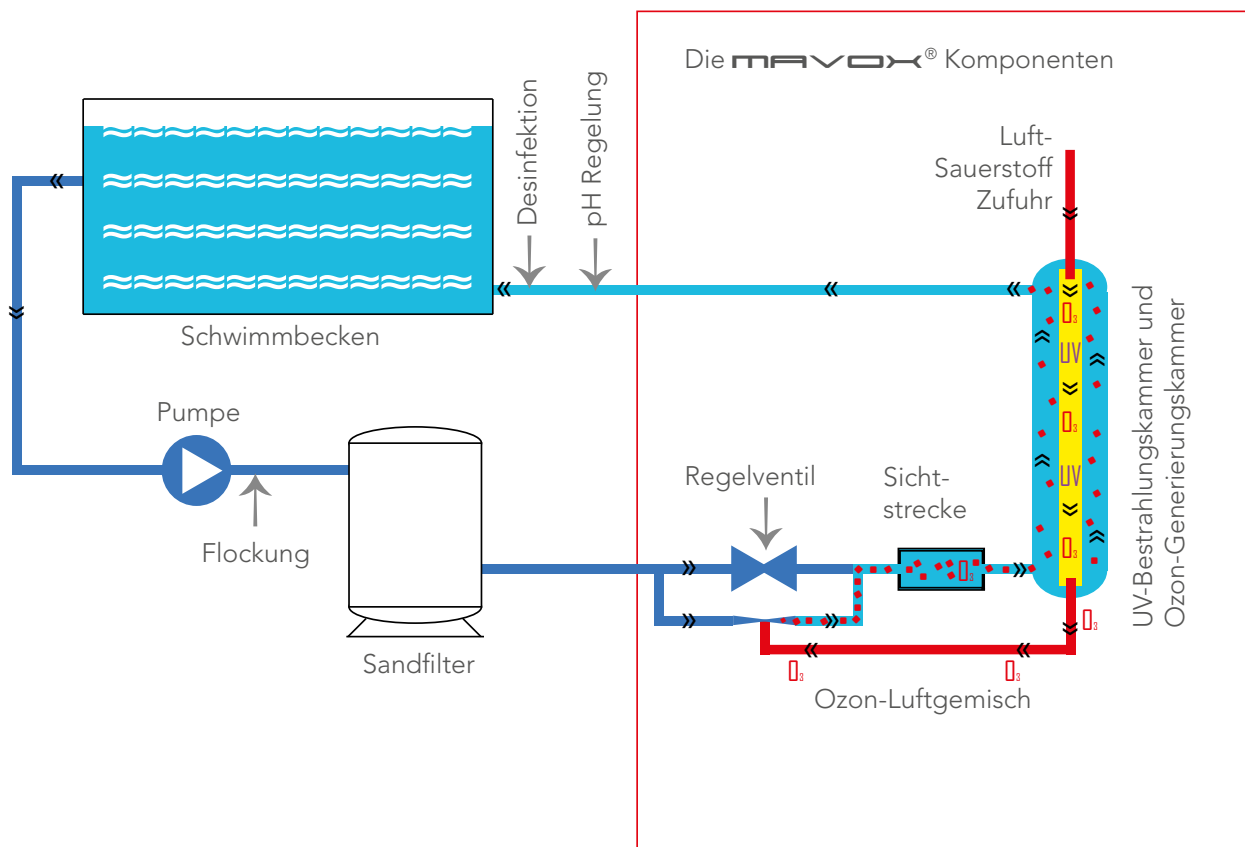 Die MAVOX® Komponenten
Luft-
Sauerstoff
Zufuhr
Desinfektion
pH Regelung
Schwimmbecken
O₃
UV
O₃
UV
O₃
UV-Bestrahlungskammer und
Ozon-Generierungskammer
Pumpe
Flockung
Sandfilter
Regelventil
Sicht-
strecke
O₃
O₃
O₃
O₃
Ozon-Luftgemisch